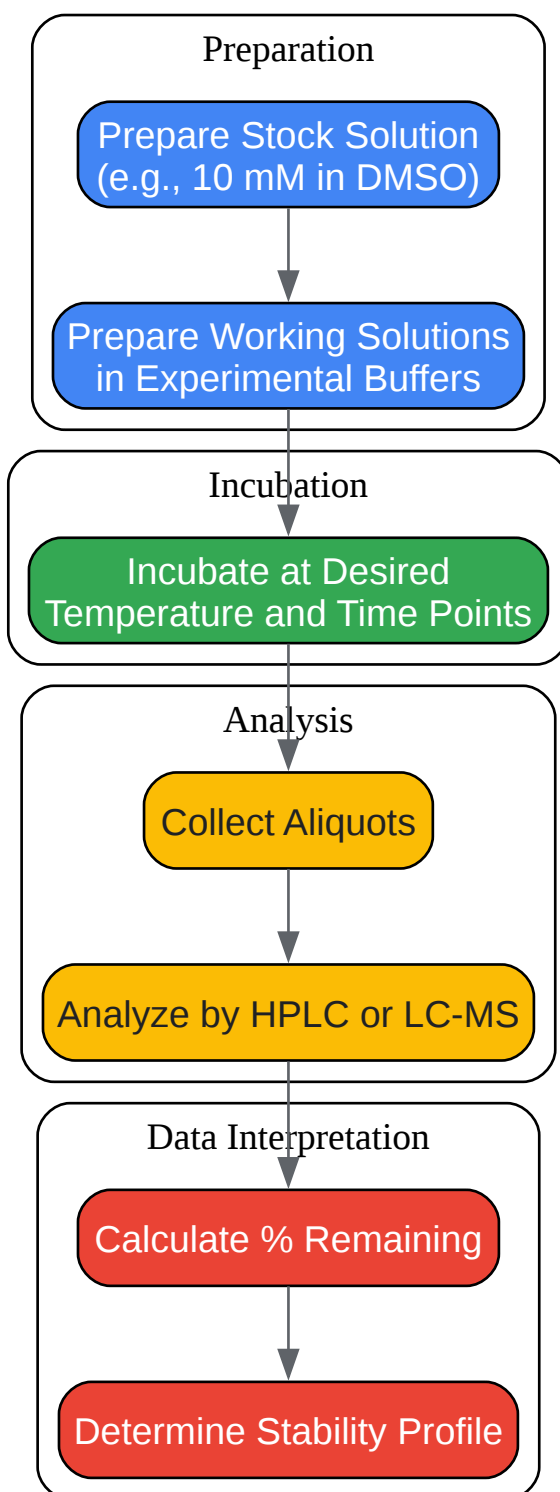 Preparation
Prepare Stock Solution
(e.g., 10 mM in DMSO)
Prepare Working Solutions
in Experimental Buffers
Incubation
Incubate at Desired
Temperature and Time Points
Analysis
Collect Aliquots
Analyze by HPLC or LC-MS
Data Interpretation
Calculate % Remaining
Determine Stability Profile